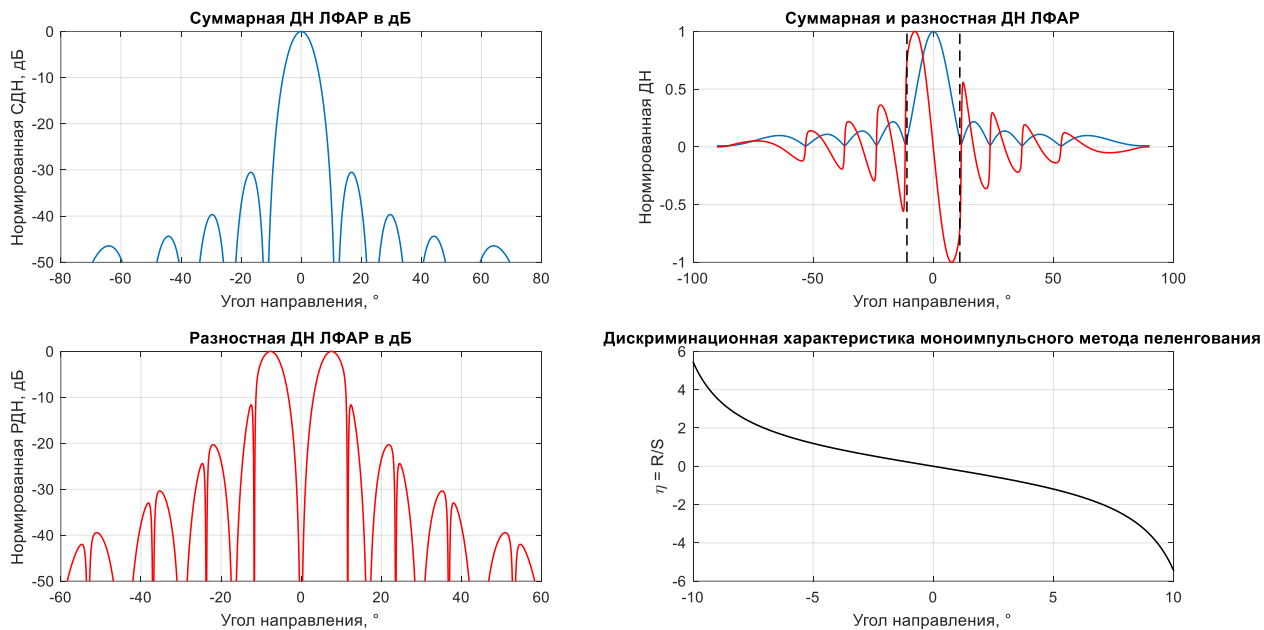 Суммарная ДН ЛФАР в дБ
Нормированная СДН, дБ
0
-10
-20
-30
-40
-50
-80 -60 -40 -20 0 20 40 60 80
Угол направления, °
Суммарная и разностная ДН ЛФАР
Нормированная ДН
1
0.5
0
-0.5
-1
-100 -50 0 50 100
Угол направления, °
Разностная ДН ЛФАР в дБ
Нормированная РДН, дБ
0
-10
-20
-30
-40
-50
-60 -40 -20 0 20 40 60
Угол направления, °
Дискриминационная характеристика моноимпульсного метода пеленгования
η = R/S
6
4
2
0
-2
-4
-6
-10 -5 0 5 10
Угол направления, °